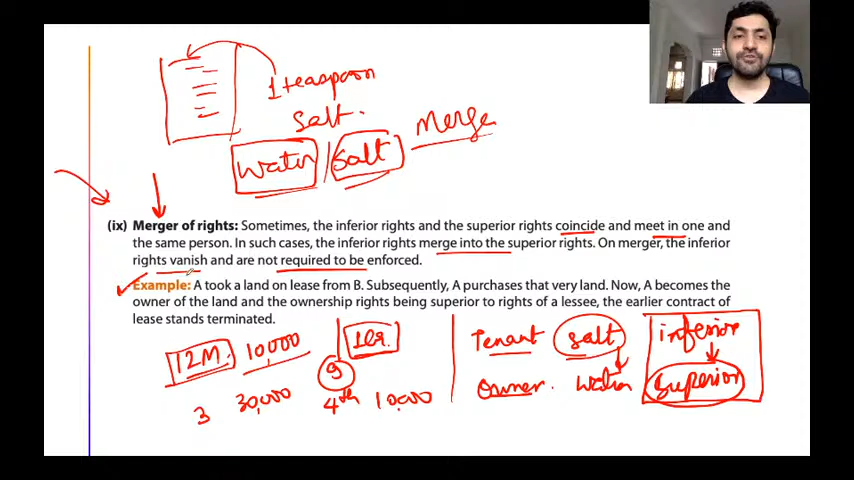 1 teaspoon
Salt.
Water / Salt
Merge
(ix) Merger of rights: Sometimes, the inferior rights and the superior rights coincide and meet in one and
the same person. In such cases, the inferior rights merge into the superior rights. On merger, the inferior
rights vanish and are not required to be enforced.
Example: A took a land on lease from B. Subsequently, A purchases that very land. Now, A becomes the
owner of the land and the ownership rights being superior to rights of a lessee, the earlier contract of
lease stands terminated.
12 M. 10,000
1 cr.
9
3 30,000 4th 10,000
Tenant Salt
Owner. Water
inferior
Superior